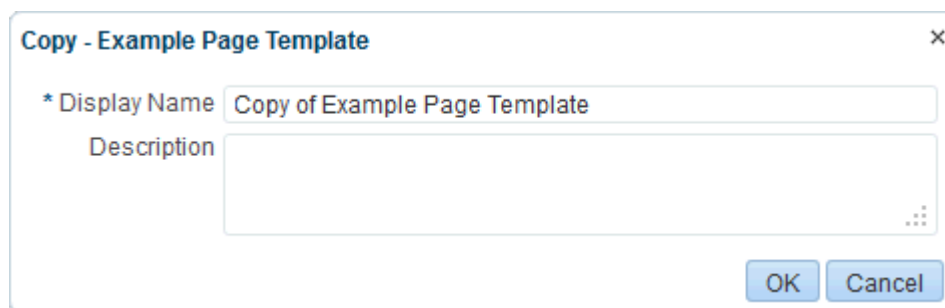 Copy - Example Page Template ×
* Display Name Copy of Example Page Template
Description
OK Cancel